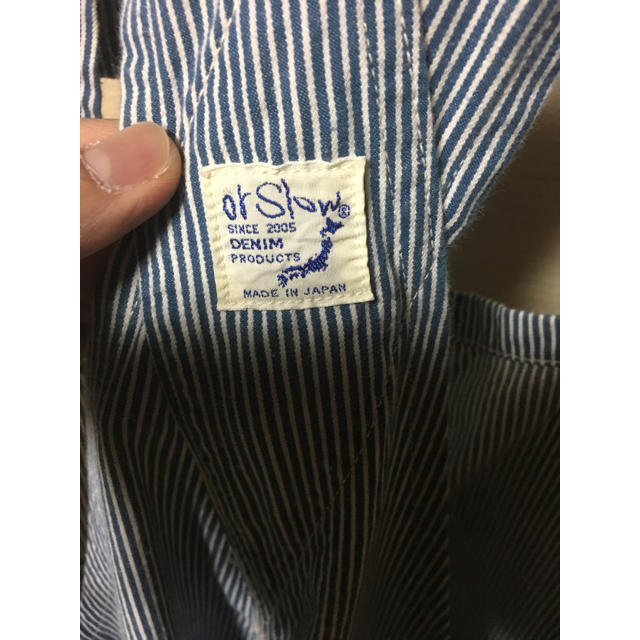 orSlow®
SINCE 2005
DENIM
PRODUCTS
MADE IN JAPAN